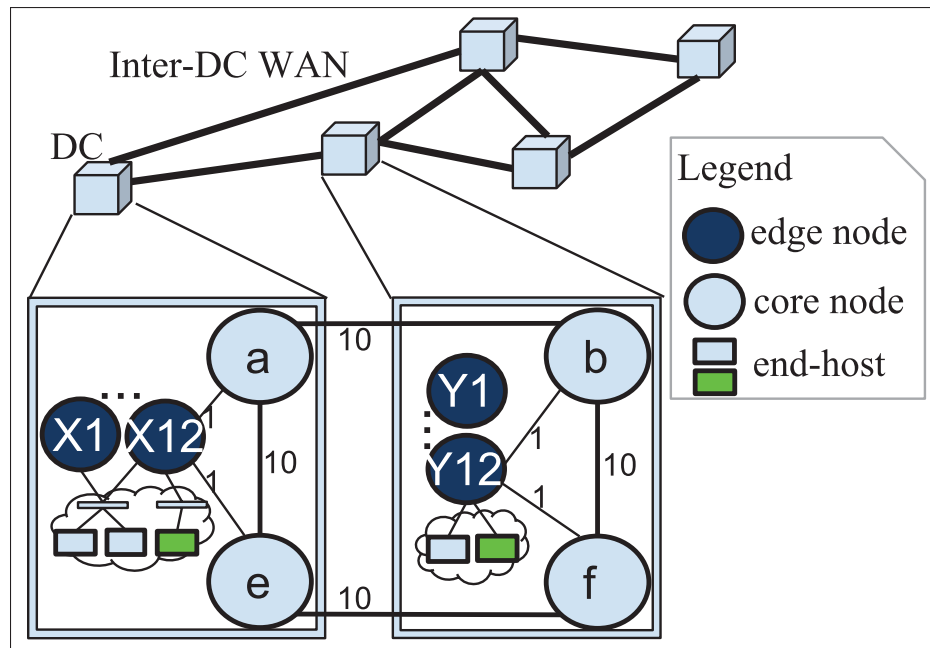 Inter-DC WAN
DC
Legend
edge node
core node
end-host
a
10
b
...
X1
X12
1
1
10
Y1
...
Y12
1
1
10
e
10
f